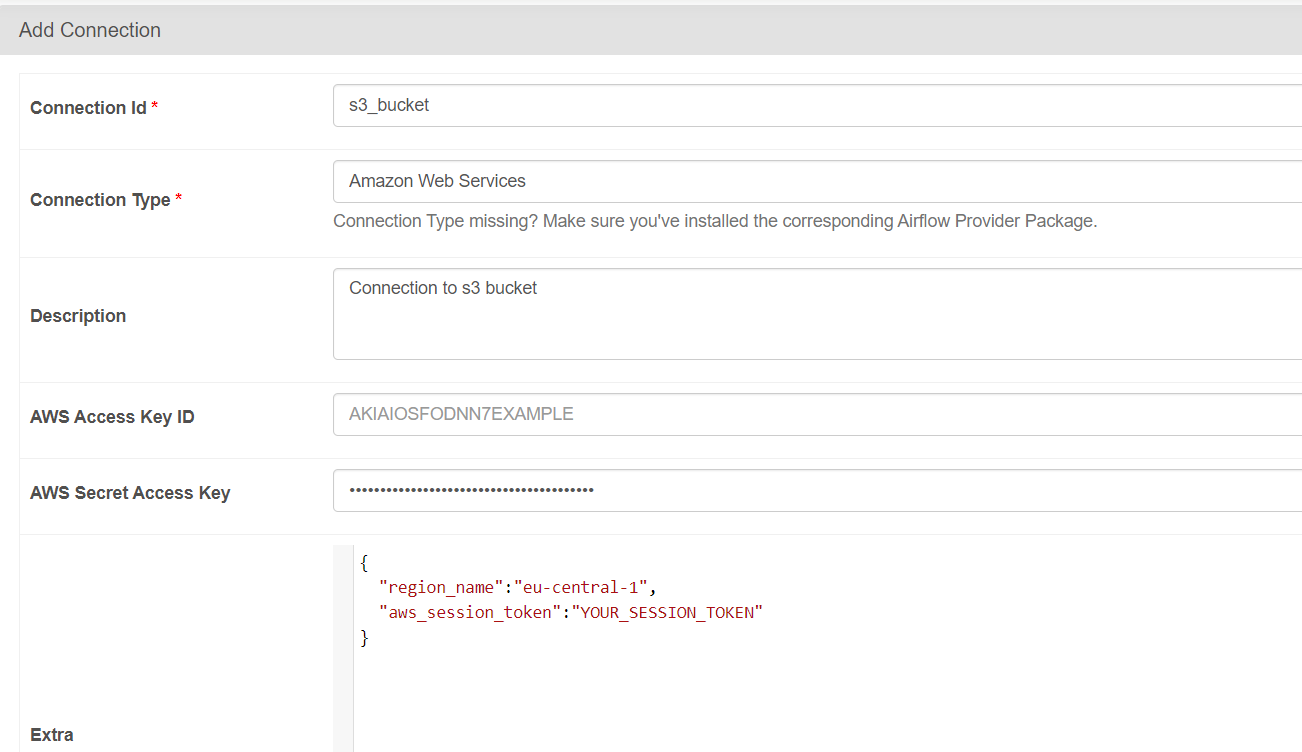 Add Connection
Connection Id *
s3_bucket
Connection Type *
Amazon Web Services
Connection Type missing? Make sure you've installed the corresponding Airflow Provider Package.
Description
Connection to s3 bucket
AWS Access Key ID
AKIAIOSFODNN7EXAMPLE
AWS Secret Access Key
••••••••••••••••••••••••••••••••••••••••
Extra
{
"region_name":"eu-central-1",
"aws_session_token":"YOUR_SESSION_TOKEN"
}